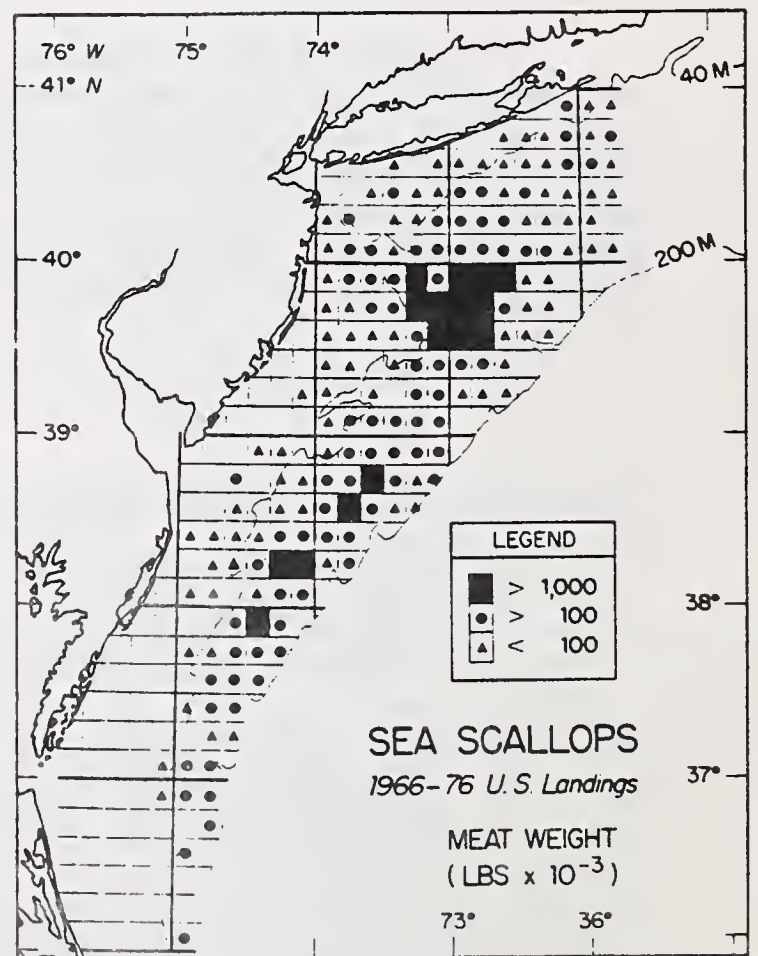 76° W 75° 74°
41° N
40 M
40°
200 M
39°
LEGEND
> 1,000
> 100
< 100
38°
SEA SCALLOPS
1966-76 U.S. Landings
37°
MEAT WEIGHT
(LBS x 10⁻³)
73° 36°